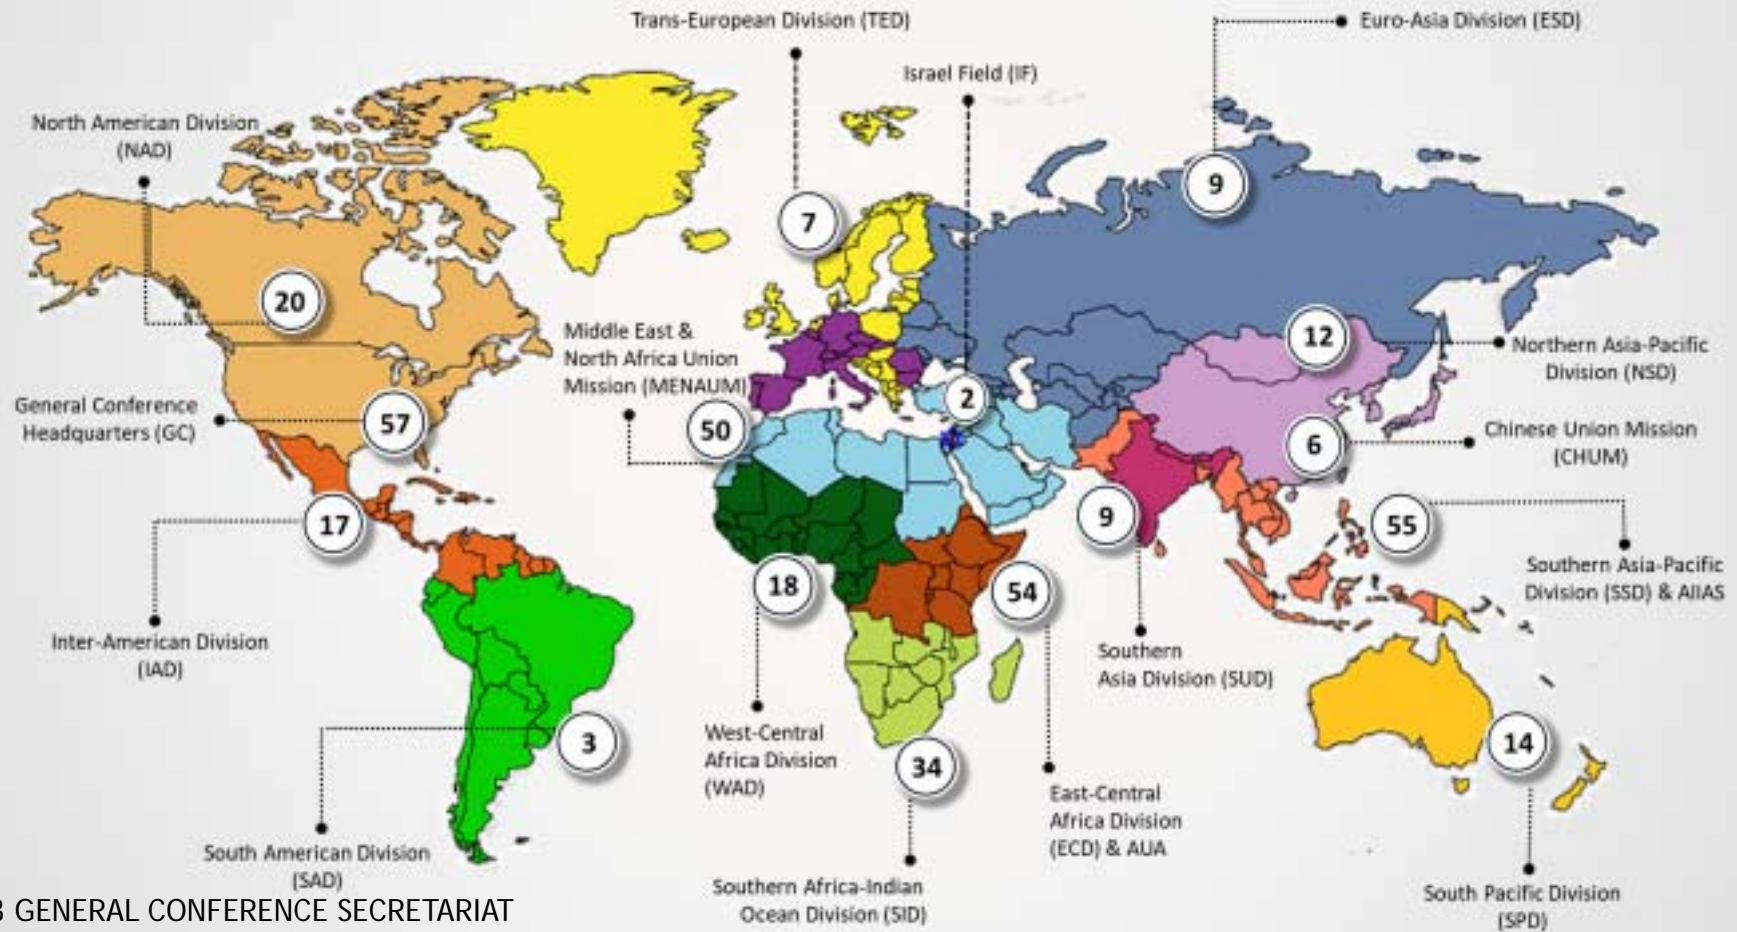 Trans-European Division (TED)
Euro-Asia Division (ESD)
Israel Field (IF)
North American Division
(NAD)
9
7
20
Middle East &
North Africa Union
Mission (MENAUM)
12
Northern Asia-Pacific
Division (NSD)
General Conference
Headquarters (GC)
57
2
50
6
Chinese Union Mission
(CHUM)
17
9
55
Southern Asia-Pacific
Division (SSD) & AIIAS
18
54
Inter-American Division
(IAD)
Southern
Asia Division (SUD)
3
West-Central
Africa Division
(WAD)
34
14
East-Central
Africa Division
(ECD) & AUA
South American Division
(SAD)
Southern Africa-Indian
Ocean Division (SID)
South Pacific Division
(SPD)
GENERAL CONFERENCE SECRETARIAT